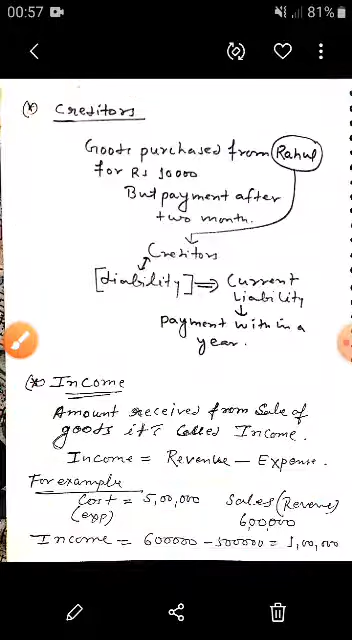 00:57 81%
(*) Creditors
Goods purchased from Rahul
for Rs 10000
But payment after
two month.
Creditors
[Liability] ⇒ Current
Liability
↓
payment with in a
year.
(*) Income
Amount received from Sale of
goods it? called Income.
Income = Revenue - Expense.
For example
Cost = 5,00,000 Sales (Revenue)
(exp) 600000
Income = 600000 - 500000 = 1,00,000